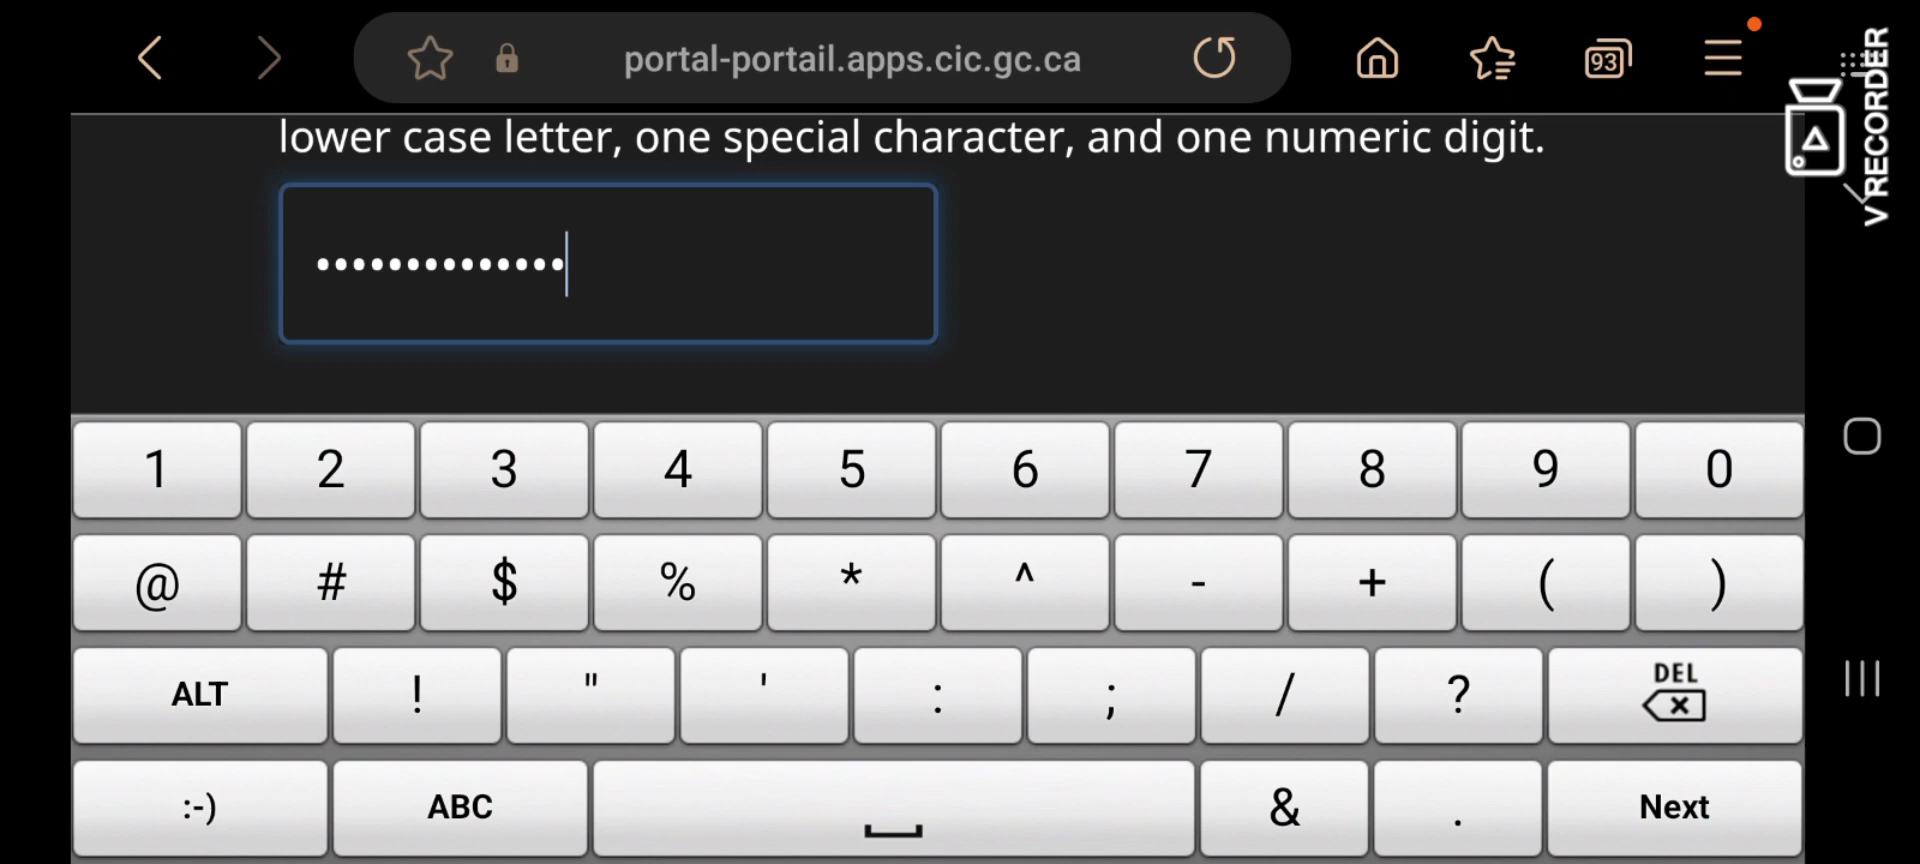 portal-portail.apps.cic.gc.ca
93
V RECORDER
lower case letter, one special character, and one numeric digit.
••••••••••••••
1 2 3 4 5 6 7 8 9 0
@ # $ % * ^ - + ( )
ALT ! " ' : ; / ? DEL
:-) ABC & . Next